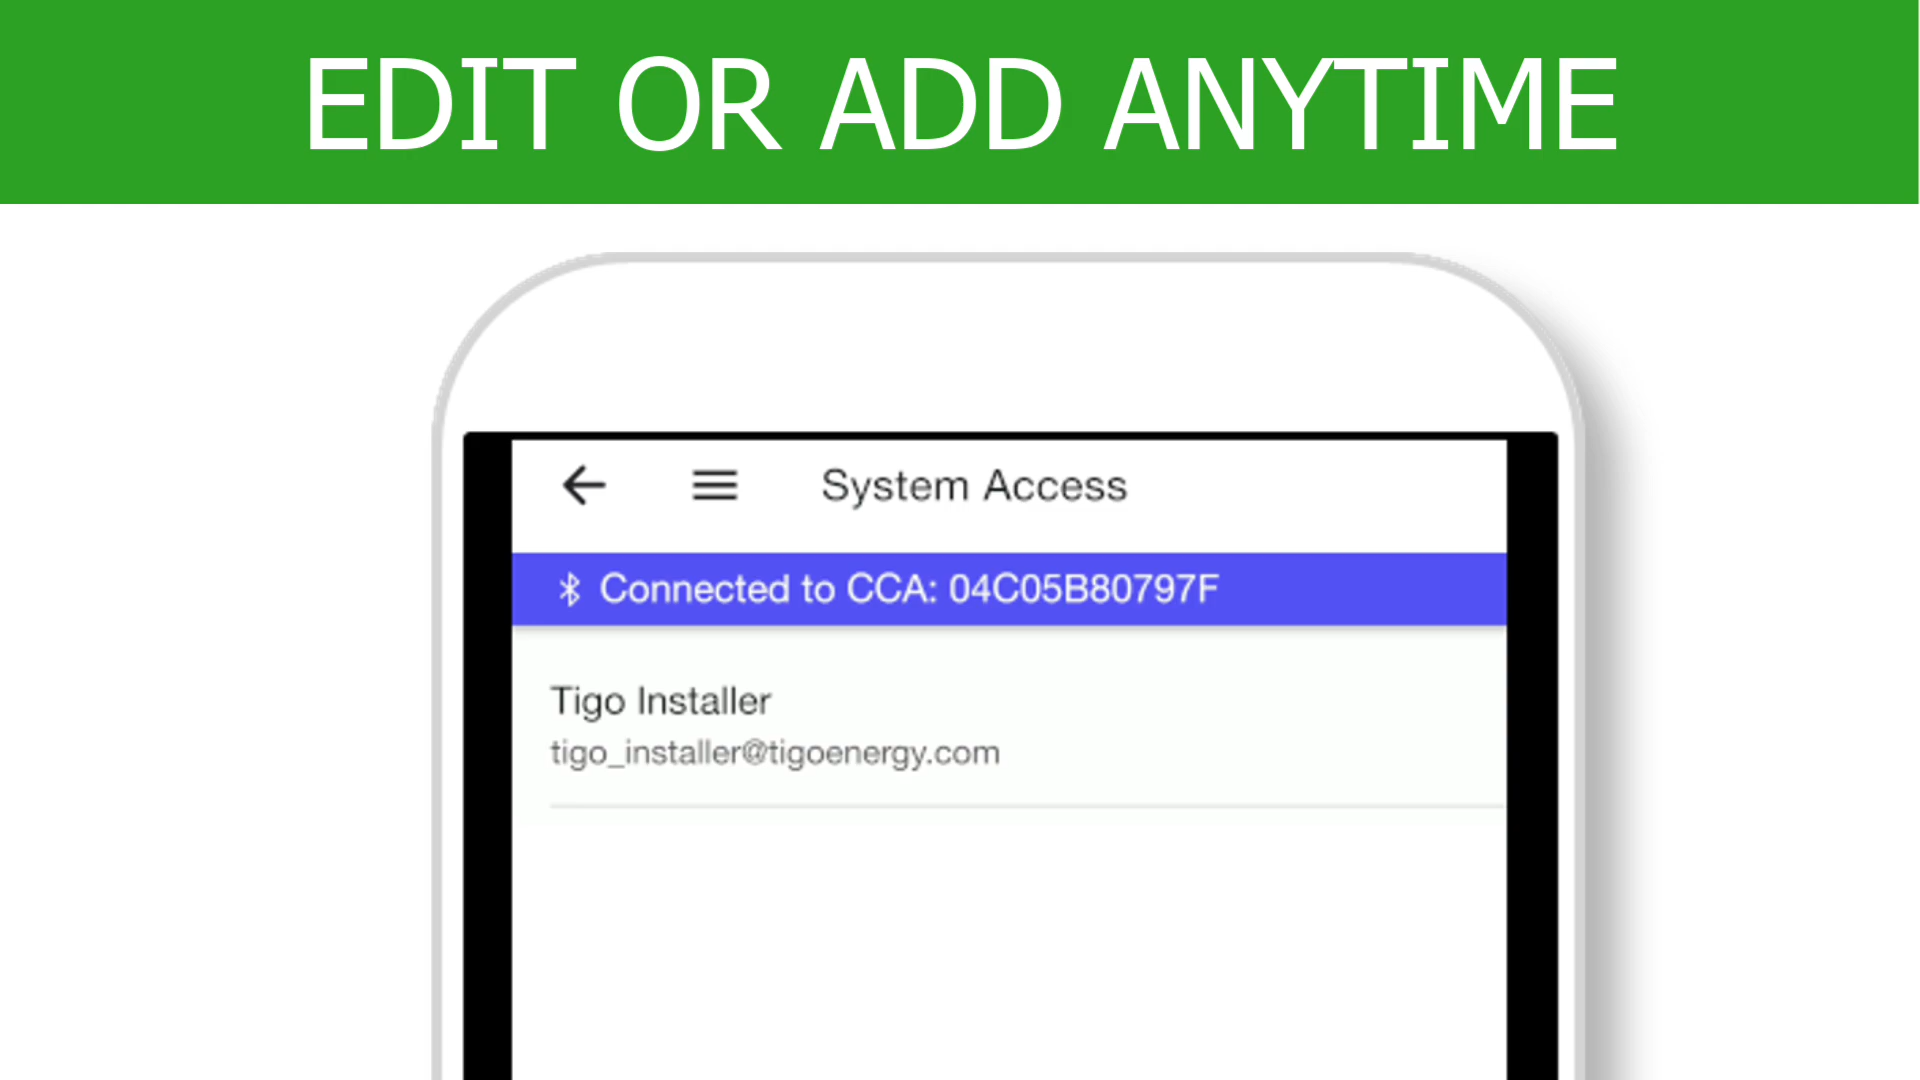 EDIT OR ADD ANYTIME
System Access
Connected to CCA: 04C05B80797F
Tigo Installer
tigo_installer@tigoenergy.com